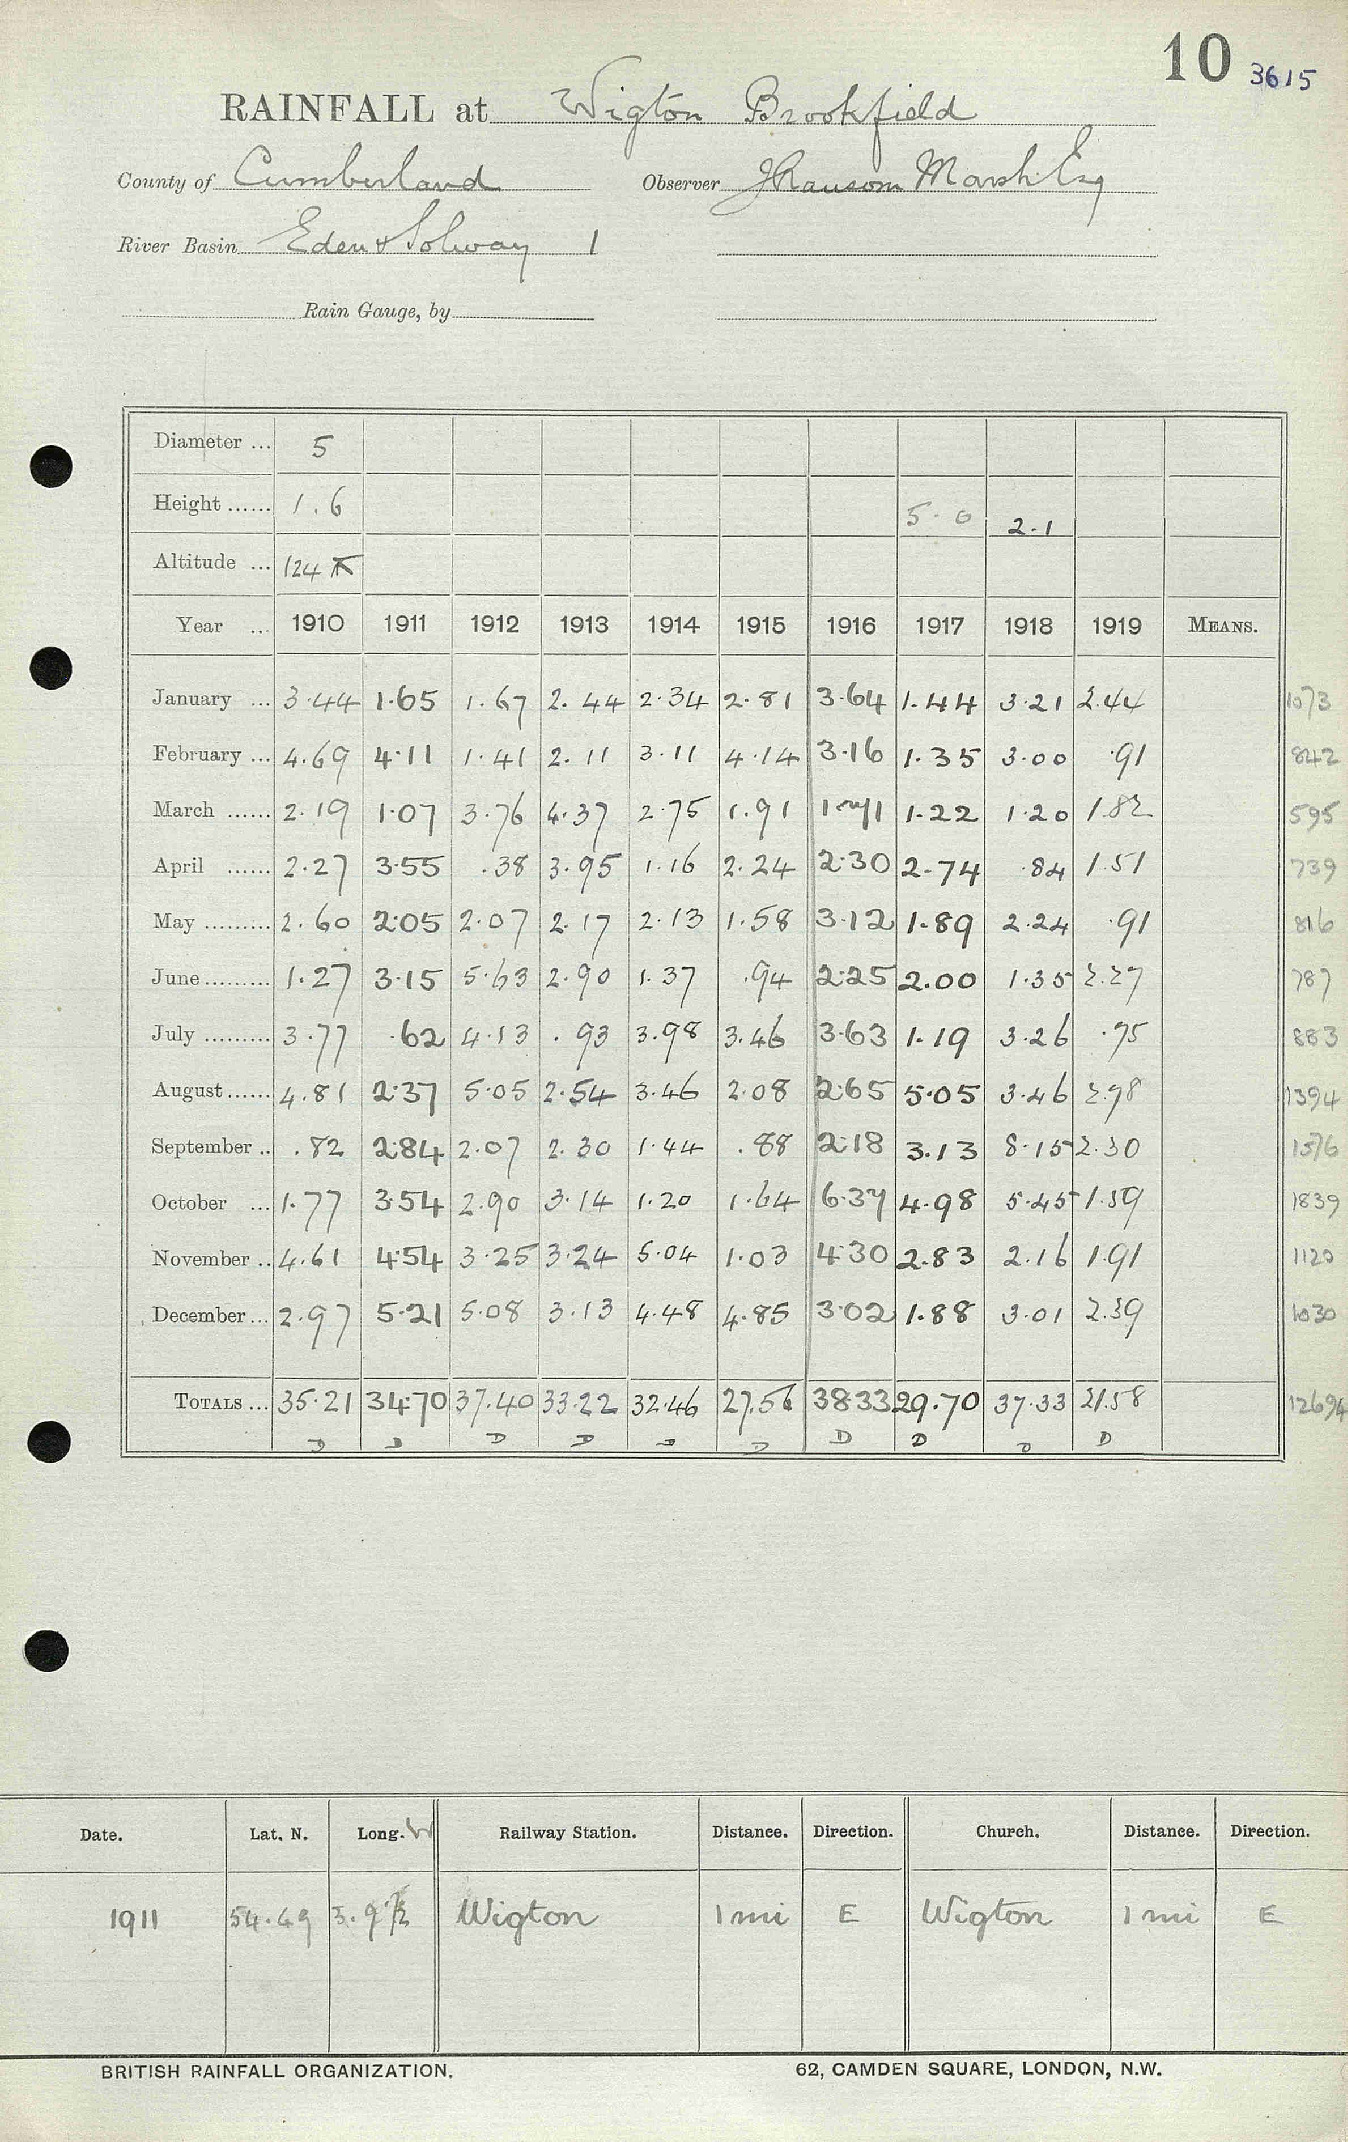 10 3615
RAINFALL at Wigton Brookfield
County of Cumberland Observer J Ransom Marsh Esq
River Basin Eden & Solway 1
Rain Gauge, by
Diameter ... 5
Height ...... 1.6 5.0 2.1
Altitude ... 124 ft
Year ... 1910 1911 1912 1913 1914 1915 1916 1917 1918 1919 MEANS.
January ... 3.44 1.65 1.67 2.44 2.34 2.81 3.64 1.44 3.21 2.44 1073
February ... 4.69 4.11 1.41 2.11 3.11 4.14 3.16 1.35 3.00 .91 842
March ...... 2.19 1.07 3.76 4.37 2.75 1.91 1.71 1.22 1.20 1.82 595
April ...... 2.27 3.55 .38 3.95 1.16 2.24 2.30 2.74 .84 1.51 739
May ......... 2.60 2.05 2.07 2.17 2.13 1.58 3.12 1.89 2.24 .91 816
June ......... 1.27 3.15 5.63 2.90 1.37 .94 2.25 2.00 1.35 2.27 787
July ......... 3.77 .62 4.13 .93 3.98 3.46 3.63 1.19 3.26 .75 883
August ...... 4.81 2.37 5.05 2.54 3.46 2.08 2.65 5.05 3.46 2.78 1394
September .. .82 2.84 2.07 2.30 1.44 .88 2.18 3.13 8.15 2.30 1576
October ... 1.77 3.54 2.90 3.14 1.20 1.64 6.37 4.98 5.45 1.59 1839
November .. 4.61 4.54 3.25 3.24 5.04 1.03 4.30 2.83 2.16 1.91 1120
December ... 2.97 5.21 5.08 3.13 4.48 4.85 3.02 1.88 3.01 2.39 1030
TOTALS ... 35.21 34.70 37.40 33.22 32.46 27.56 38.33 29.70 37.33 21.58 12694
D D D D D D D D D D
Date. Lat. N. Long. W Railway Station. Distance. Direction. Church. Distance. Direction.
1911 54.49 3.9½ Wigton 1 mi E Wigton 1 mi E
BRITISH RAINFALL ORGANIZATION. 62, CAMDEN SQUARE, LONDON, N.W.